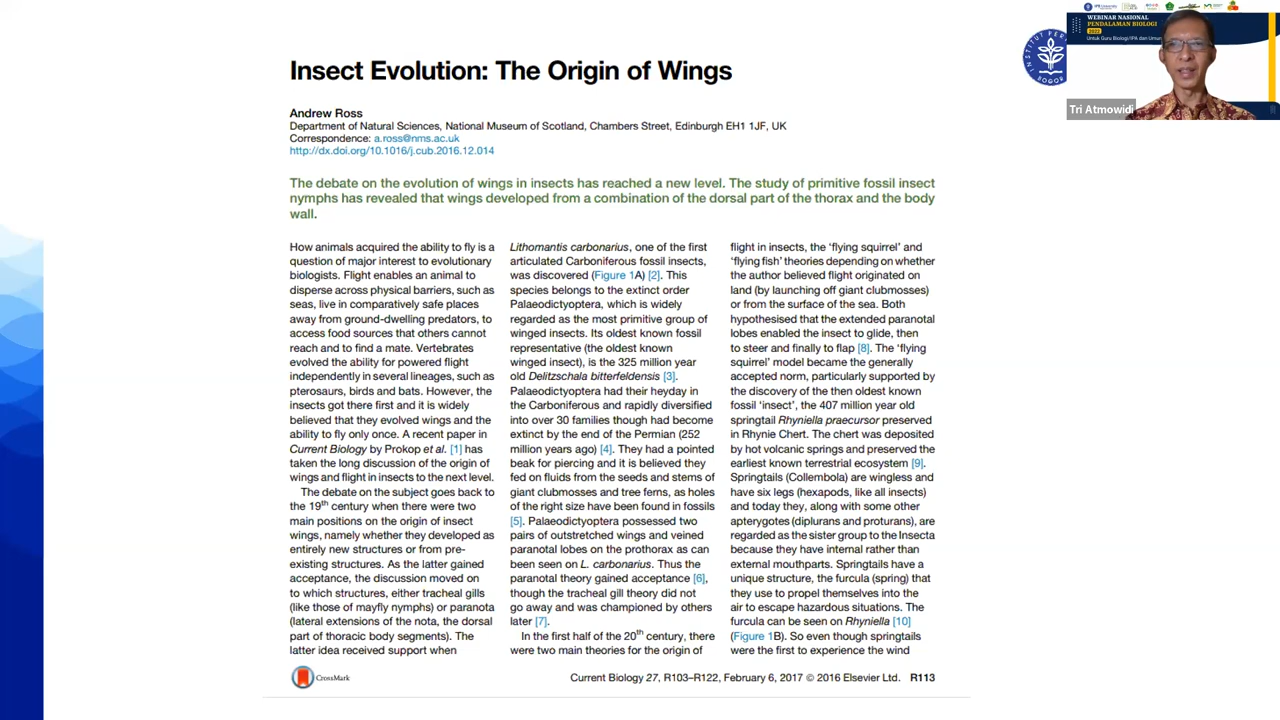 Insect Evolution: The Origin of Wings
Andrew Ross
Department of Natural Sciences, National Museum of Scotland, Chambers Street, Edinburgh EH1 1JF, UK
Correspondence: a.ross@nms.ac.uk
http://dx.doi.org/10.1016/j.cub.2016.12.014
The debate on the evolution of wings in insects has reached a new level. The study of primitive fossil insect
nymphs has revealed that wings developed from a combination of the dorsal part of the thorax and the body
wall.
How animals acquired the ability to fly is a
question of major interest to evolutionary
biologists. Flight enables an animal to
disperse across physical barriers, such as
seas, live in comparatively safe places
away from ground-dwelling predators, to
access food sources that others cannot
reach and to find a mate. Vertebrates
evolved the ability for powered flight
independently in several lineages, such as
pterosaurs, birds and bats. However, the
insects got there first and it is widely
believed that they evolved wings and the
ability to fly only once. A recent paper in
Current Biology by Prokop et al. [1] has
taken the long discussion of the origin of
wings and flight in insects to the next level.
The debate on the subject goes back to
the 19th century when there were two
main positions on the origin of insect
wings, namely whether they developed as
entirely new structures or from pre-
existing structures. As the latter gained
acceptance, the discussion moved on
to which structures, either tracheal gills
(like those of mayfly nymphs) or paranota
(lateral extensions of the nota, the dorsal
part of thoracic body segments). The
latter idea received support when
Lithomantis carbonarius, one of the first
articulated Carboniferous fossil insects,
was discovered (Figure 1A) [2]. This
species belongs to the extinct order
Palaeodictyoptera, which is widely
regarded as the most primitive group of
winged insects. Its oldest known fossil
representative (the oldest known
winged insect), is the 325 million year
old Delitzschala bitterfeldensis [3].
Palaeodictyoptera had their heyday in
the Carboniferous and rapidly diversified
into over 30 families though had become
extinct by the end of the Permian (252
million years ago) [4]. They had a pointed
beak for piercing and it is believed they
fed on fluids from the seeds and stems of
giant clubmosses and tree ferns, as holes
of the right size have been found in fossils
[5]. Palaeodictyoptera possessed two
pairs of outstretched wings and veined
paranotal lobes on the prothorax as can
been seen on L. carbonarius. Thus the
paranotal theory gained acceptance [6],
though the tracheal gill theory did not
go away and was championed by others
later [7].
In the first half of the 20th century, there
were two main theories for the origin of
flight in insects, the 'flying squirrel' and
'flying fish' theories depending on whether
the author believed flight originated on
land (by launching off giant clubmosses)
or from the surface of the sea. Both
hypothesised that the extended paranotal
lobes enabled the insect to glide, then
to steer and finally to flap [8]. The 'flying
squirrel' model became the generally
accepted norm, particularly supported by
the discovery of the then oldest known
fossil 'insect', the 407 million year old
springtail Rhyniella praecursor preserved
in Rhynie Chert. The chert was deposited
by hot volcanic springs and preserved the
earliest known terrestrial ecosystem [9].
Springtails (Collembola) are wingless and
have six legs (hexapods, like all insects)
and today they, along with some other
apterygotes (diplurans and proturans), are
regarded as the sister group to the Insecta
because they have internal rather than
external mouthparts. Springtails have a
unique structure, the furcula (spring) that
they use to propel themselves into the
air to escape hazardous situations. The
furcula can be seen on Rhyniella [10]
(Figure 1B). So even though springtails
were the first to experience the wind
CrossMark
Current Biology 27, R103–R122, February 6, 2017 © 2016 Elsevier Ltd. R113
WEBINAR NASIONAL
PENDALAMAN BIOLOGI
2022
Untuk Guru Biologi/IPA dan Umum
Tri Atmowidi